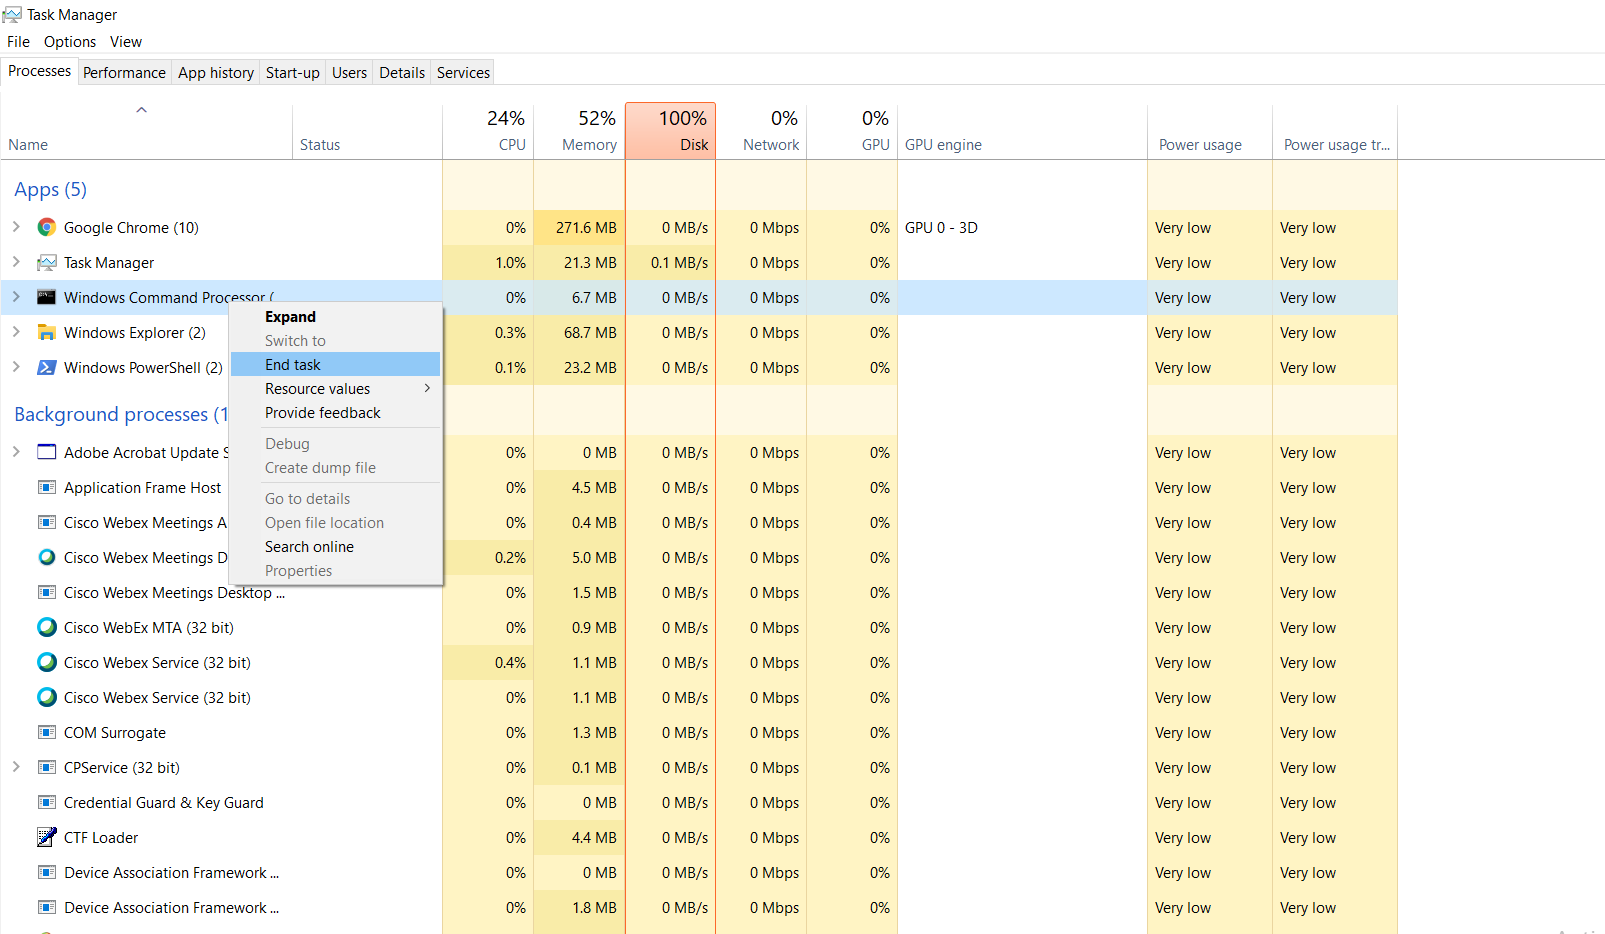 Task Manager
File Options View
Processes Performance App history Start-up Users Details Services
24% 52% 100% 0% 0%
Name Status CPU Memory Disk Network GPU GPU engine Power usage Power usage tr...
Apps (5)
Google Chrome (10) 0% 271.6 MB 0 MB/s 0 Mbps 0% GPU 0 - 3D Very low Very low
Task Manager 1.0% 21.3 MB 0.1 MB/s 0 Mbps 0% Very low Very low
Windows Command Processor ( 0% 6.7 MB 0 MB/s 0 Mbps 0% Very low Very low
Windows Explorer (2) 0.3% 68.7 MB 0 MB/s 0 Mbps 0% Very low Very low
Windows PowerShell (2) 0.1% 23.2 MB 0 MB/s 0 Mbps 0% Very low Very low
Expand
Switch to
End task
Resource values
Provide feedback
Debug
Create dump file
Go to details
Open file location
Search online
Properties
Background processes (1
Adobe Acrobat Update S 0% 0 MB 0 MB/s 0 Mbps 0% Very low Very low
Application Frame Host 0% 4.5 MB 0 MB/s 0 Mbps 0% Very low Very low
Cisco Webex Meetings A 0% 0.4 MB 0 MB/s 0 Mbps 0% Very low Very low
Cisco Webex Meetings D 0.2% 5.0 MB 0 MB/s 0 Mbps 0% Very low Very low
Cisco Webex Meetings Desktop ... 0% 1.5 MB 0 MB/s 0 Mbps 0% Very low Very low
Cisco WebEx MTA (32 bit) 0% 0.9 MB 0 MB/s 0 Mbps 0% Very low Very low
Cisco Webex Service (32 bit) 0.4% 1.1 MB 0 MB/s 0 Mbps 0% Very low Very low
Cisco Webex Service (32 bit) 0% 1.1 MB 0 MB/s 0 Mbps 0% Very low Very low
COM Surrogate 0% 1.3 MB 0 MB/s 0 Mbps 0% Very low Very low
CPService (32 bit) 0% 0.1 MB 0 MB/s 0 Mbps 0% Very low Very low
Credential Guard & Key Guard 0% 0 MB 0 MB/s 0 Mbps 0% Very low Very low
CTF Loader 0% 4.4 MB 0 MB/s 0 Mbps 0% Very low Very low
Device Association Framework ... 0% 0 MB 0 MB/s 0 Mbps 0% Very low Very low
Device Association Framework ... 0% 1.8 MB 0 MB/s 0 Mbps 0% Very low Very low